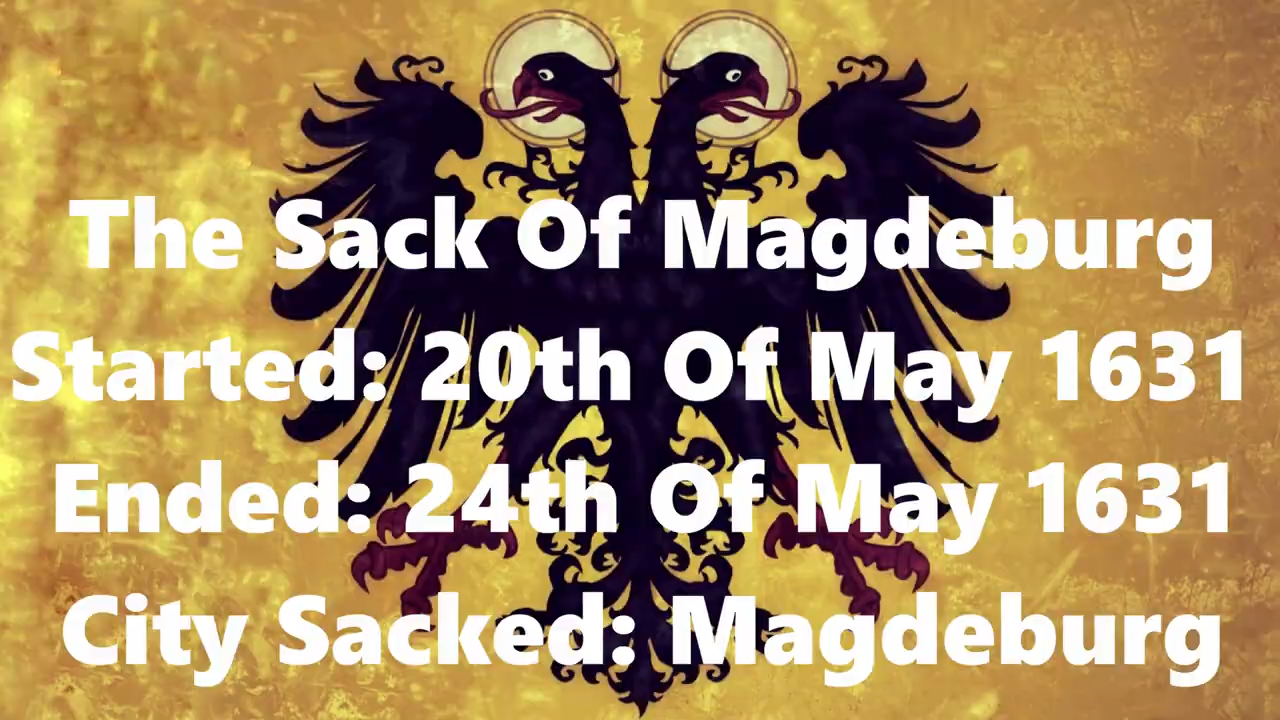 The Sack Of Magdeburg
Started: 20th Of May 1631
Ended: 24th Of May 1631
City Sacked: Magdeburg